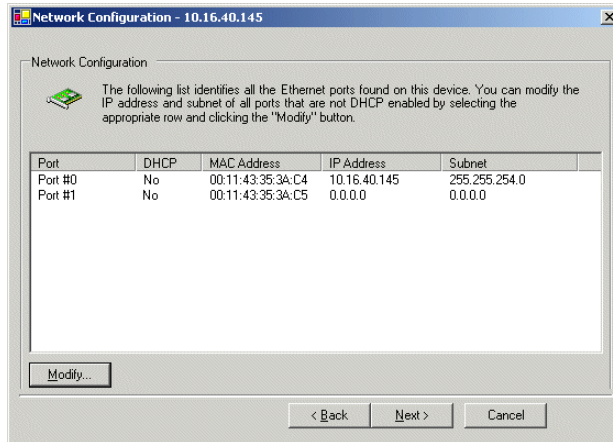 Network Configuration - 10.16.40.145
Network Configuration
The following list identifies all the Ethernet ports found on this device. You can modify the
IP address and subnet of all ports that are not DHCP enabled by selecting the
appropriate row and clicking the "Modify" button.
Port DHCP MAC Address IP Address Subnet
Port #0 No 00:11:43:35:3A:C4 10.16.40.145 255.255.254.0
Port #1 No 00:11:43:35:3A:C5 0.0.0.0 0.0.0.0
Modify...
< Back Next > Cancel